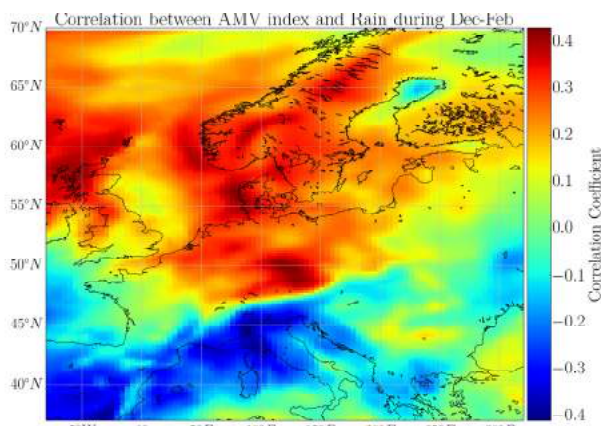 Correlation between AMV index and Rain during Dec-Feb
70°N
65°N
60°N
55°N
50°N
45°N
40°N
0.4
0.3
0.2
0.1
0.0
−0.1
−0.2
−0.3
−0.4
Correlation Coefficient